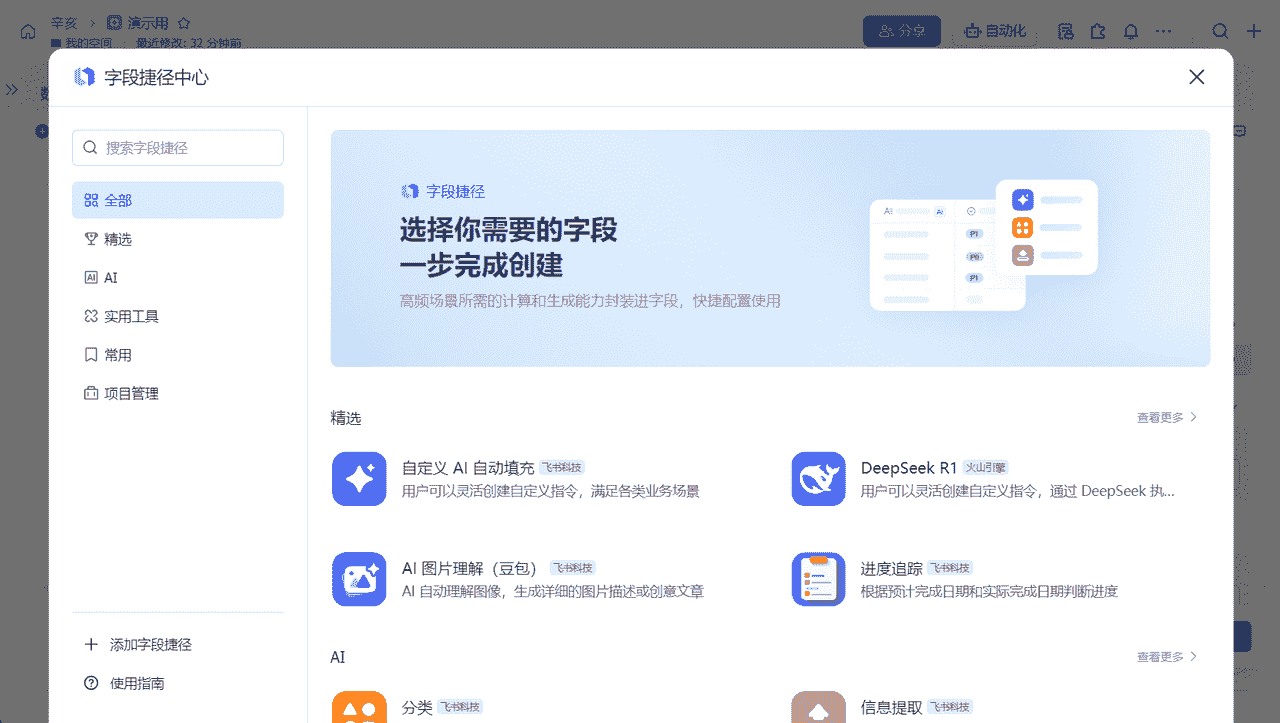 辛亥
演示用
我的空间
最近修改: 32 分钟前
分享
自动化
字段捷径中心
搜索字段捷径
全部
精选
AI
实用工具
常用
项目管理
添加字段捷径
使用指南
字段捷径
选择你需要的字段
一步完成创建
高频场景所需的计算和生成能力封装进字段，快捷配置使用
AI
AI
P1
P0
P1
精选
查看更多
自定义 AI 自动填充 飞书科技
用户可以灵活创建自定义指令，满足各类业务场景
DeepSeek R1 火山引擎
用户可以灵活创建自定义指令，通过 DeepSeek 执...
AI 图片理解（豆包） 飞书科技
AI 自动理解图像，生成详细的图片描述或创意文章
进度追踪 飞书科技
根据预计完成日期和实际完成日期判断进度
AI
查看更多
分类 飞书科技
信息提取 飞书科技